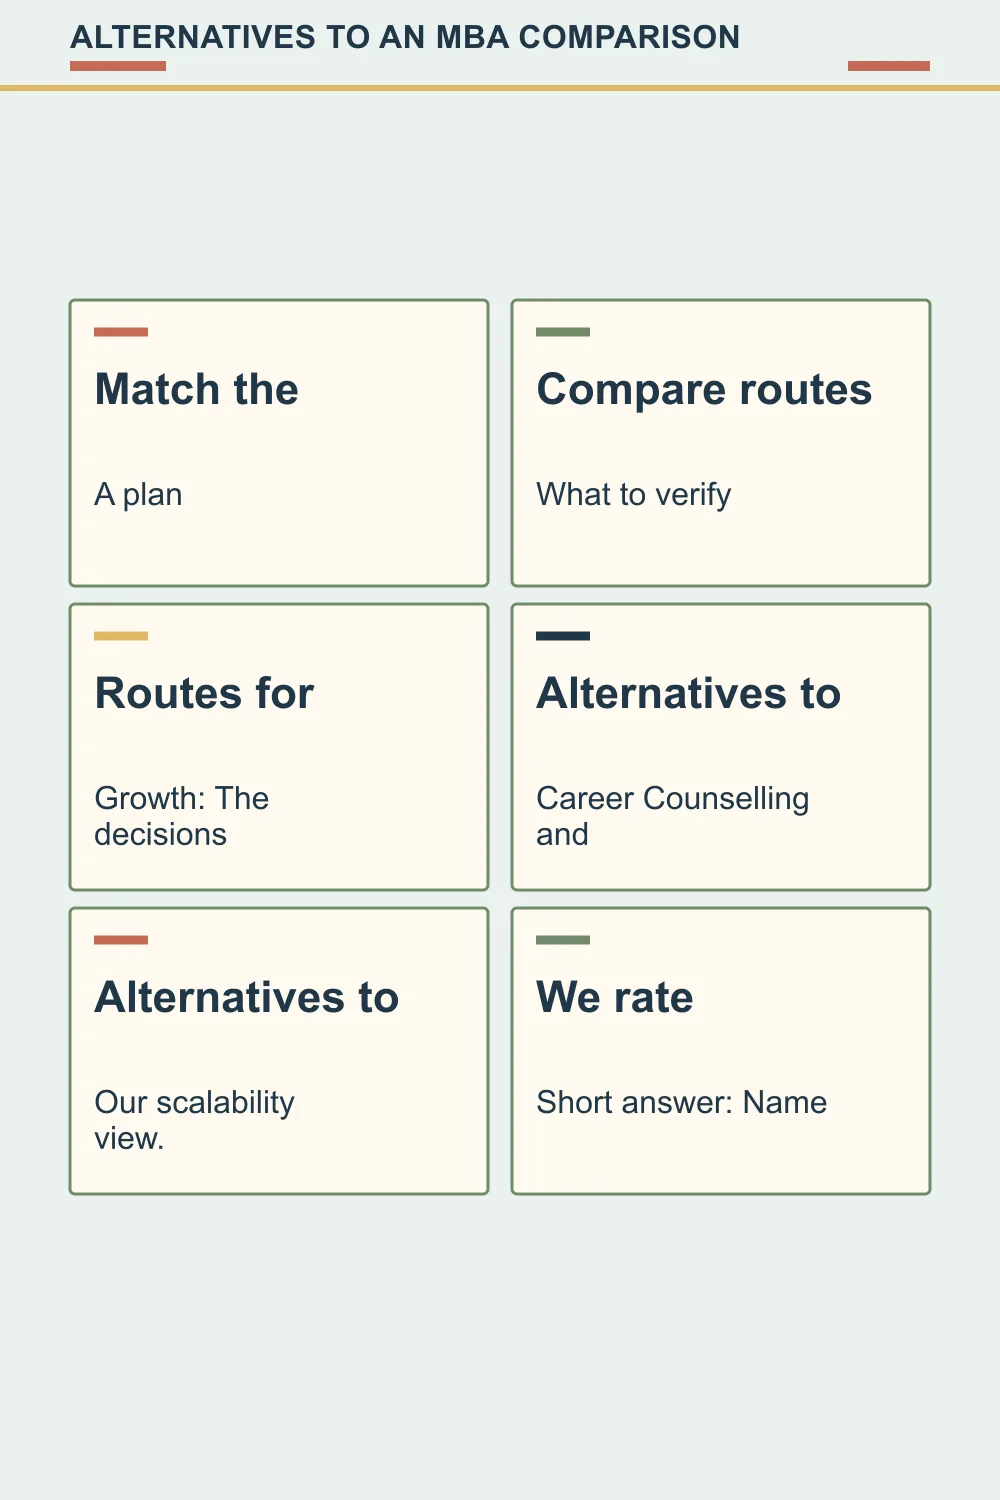 ALTERNATIVES TO AN MBA COMPARISON
Match the
A plan
Compare routes
What to verify
Routes for
Growth: The
decisions
Alternatives to
Career Counselling
and
Alternatives to
Our scalability
view.
We rate
Short answer: Name